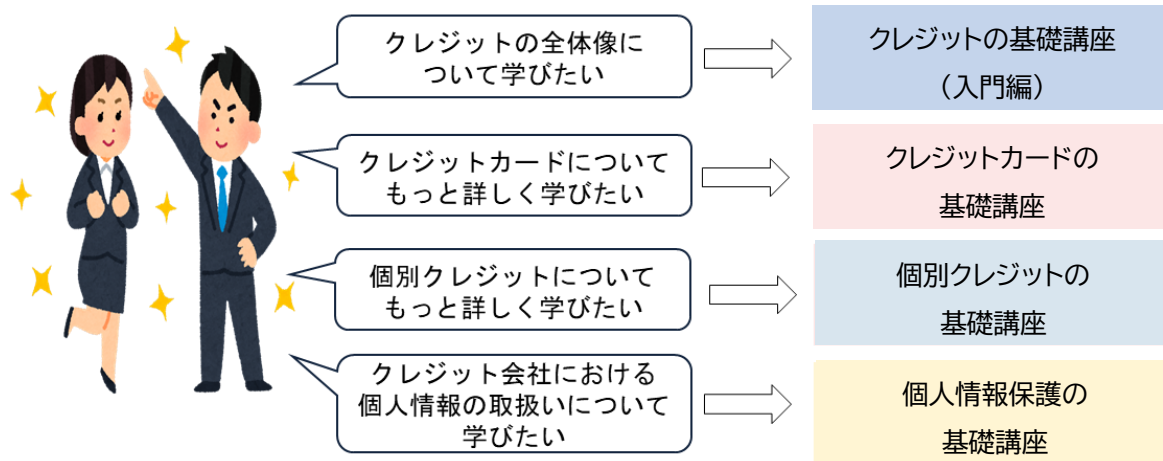 クレジットの全体像に
ついて学びたい
クレジットの基礎講座
（入門編）
クレジットカードについて
もっと詳しく学びたい
クレジットカードの
基礎講座
個別クレジットについて
もっと詳しく学びたい
個別クレジットの
基礎講座
クレジット会社における
個人情報の取扱いについて
学びたい
個人情報保護の
基礎講座